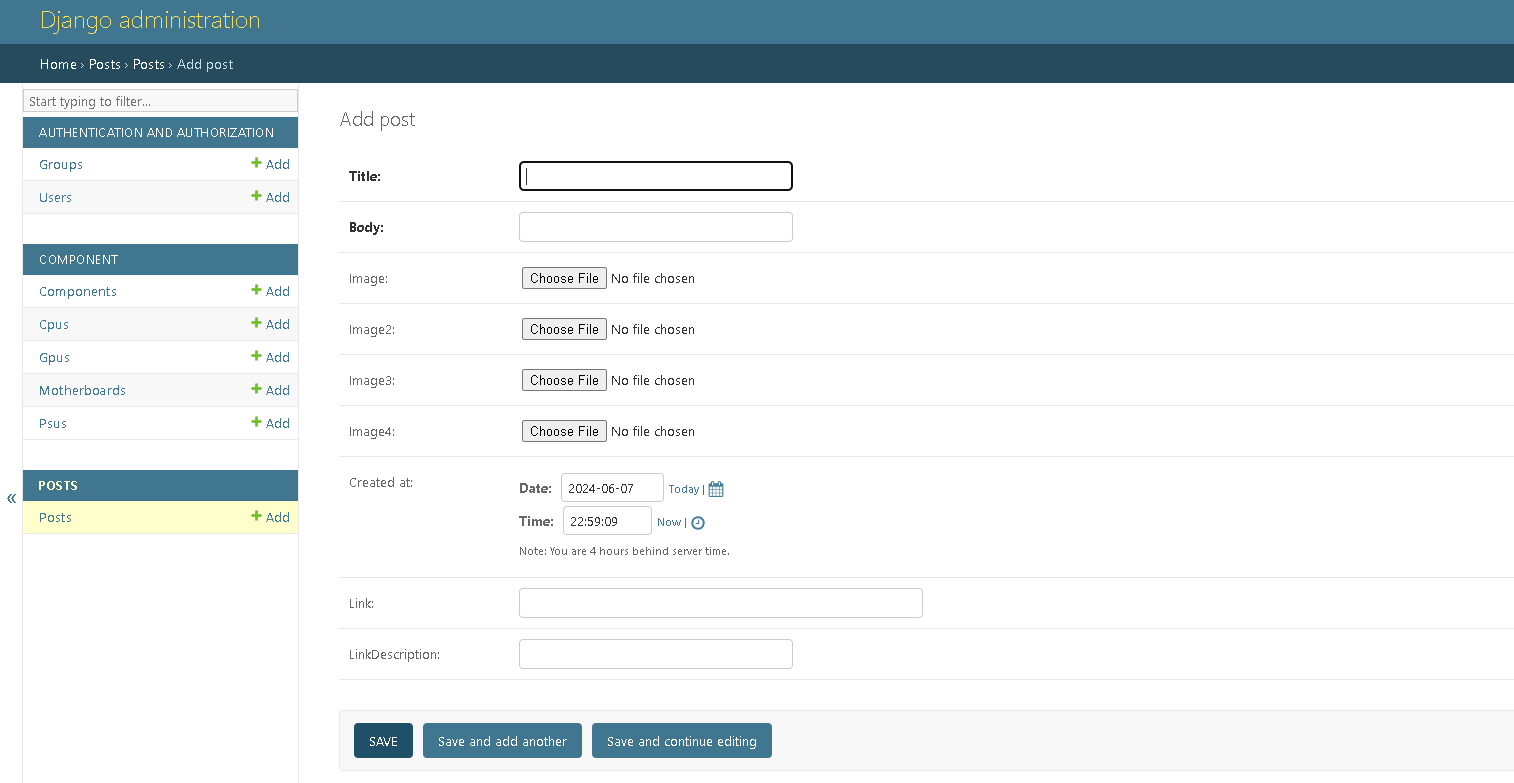 Django administration
Home › Posts › Posts › Add post
Start typing to filter...
AUTHENTICATION AND AUTHORIZATION
Groups + Add
Users + Add
COMPONENT
Components + Add
Cpus + Add
Gpus + Add
Motherboards + Add
Psus + Add
POSTS
Posts + Add
«
Add post
Title:
Body:
Image: Choose File No file chosen
Image2: Choose File No file chosen
Image3: Choose File No file chosen
Image4: Choose File No file chosen
Created at:
Date: 2024-06-07 Today |
Time: 22:59:09 Now |
Note: You are 4 hours behind server time.
Link:
LinkDescription:
SAVE Save and add another Save and continue editing